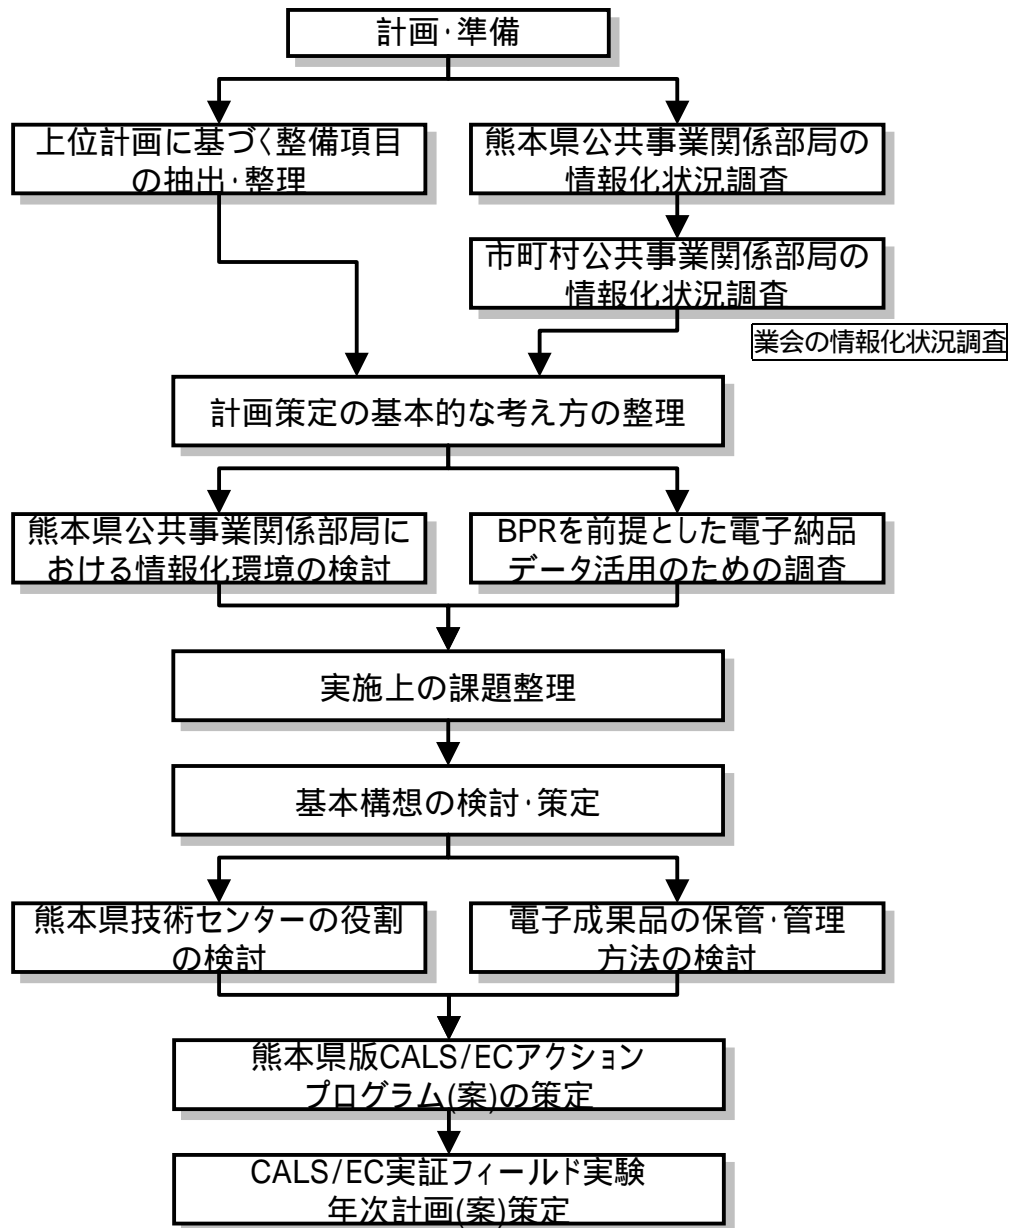 計画・準備
上位計画に基づく整備項目
の抽出・整理
熊本県公共事業関係部局の
情報化状況調査
市町村公共事業関係部局の
情報化状況調査
業会の情報化状況調査
計画策定の基本的な考え方の整理
熊本県公共事業関係部局に
おける情報化環境の検討
BPRを前提とした電子納品
データ活用のための調査
実施上の課題整理
基本構想の検討・策定
熊本県技術センターの役割
の検討
電子成果品の保管・管理
方法の検討
熊本県版CALS/ECアクション
プログラム(案)の策定
CALS/EC実証フィールド実験
年次計画(案)策定